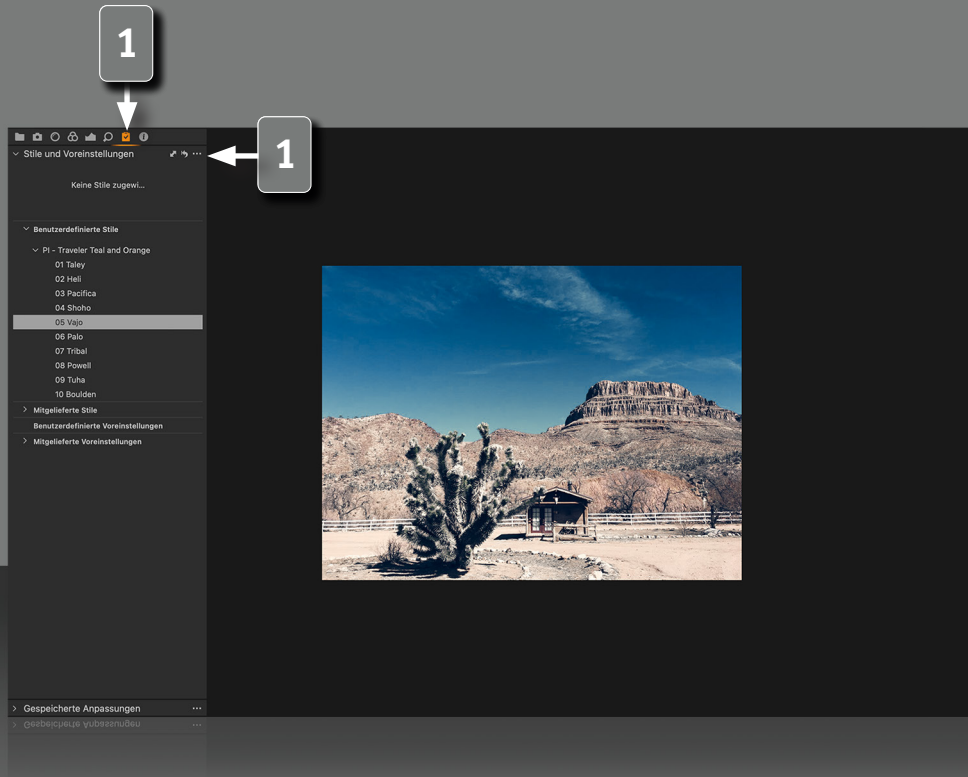 1
Stile und Voreinstellungen
1
Keine Stile zugewi...
Benutzerdefinierte Stile
PI - Traveler Teal and Orange
01 Taley
02 Heli
03 Pacifica
04 Shoho
05 Vajo
06 Palo
07 Tribal
08 Powell
09 Tuha
10 Boulden
Mitgelieferte Stile
Benutzerdefinierte Voreinstellungen
Mitgelieferte Voreinstellungen
Gespeicherte Anpassungen